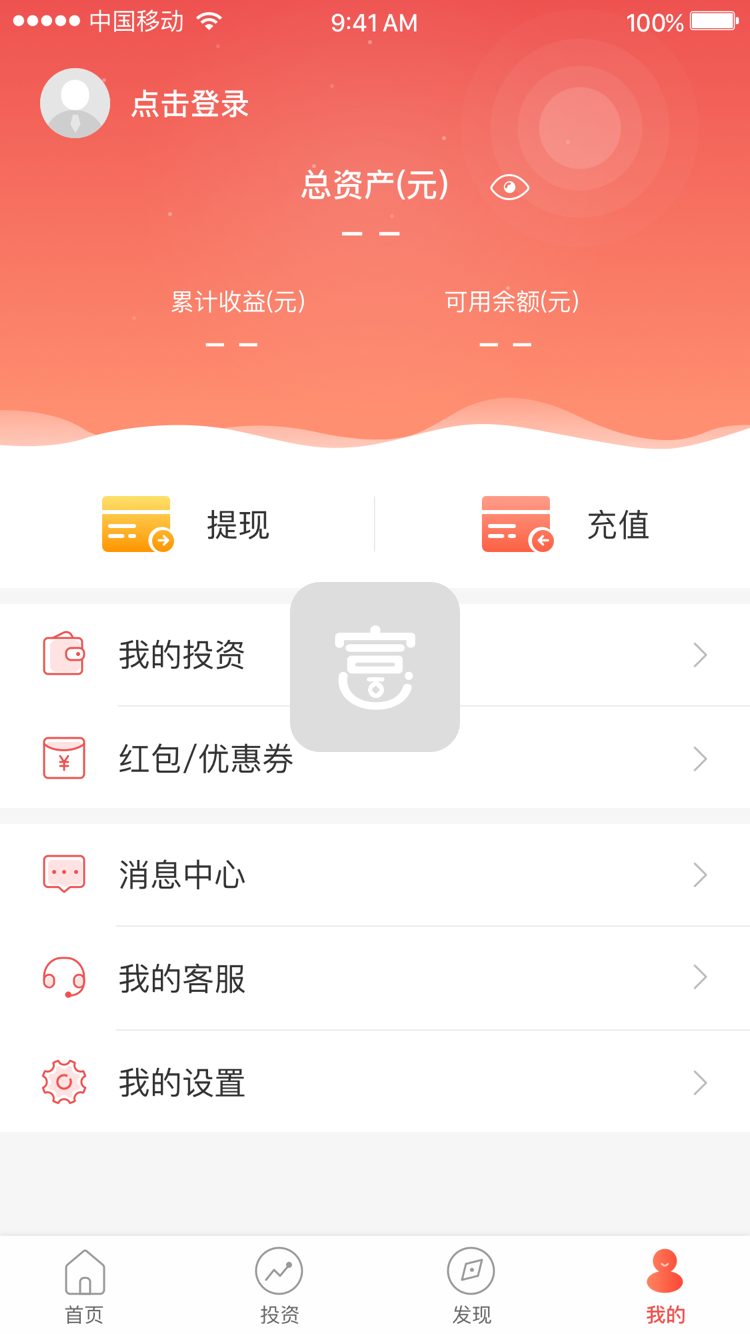 中国移动 9:41 AM 100%
点击登录
总资产(元)
– –
累计收益(元) 可用余额(元)
– – – –
提现 充值
我的投资
红包/优惠券
¥
消息中心
我的客服
我的设置
首页 投资 发现 我的